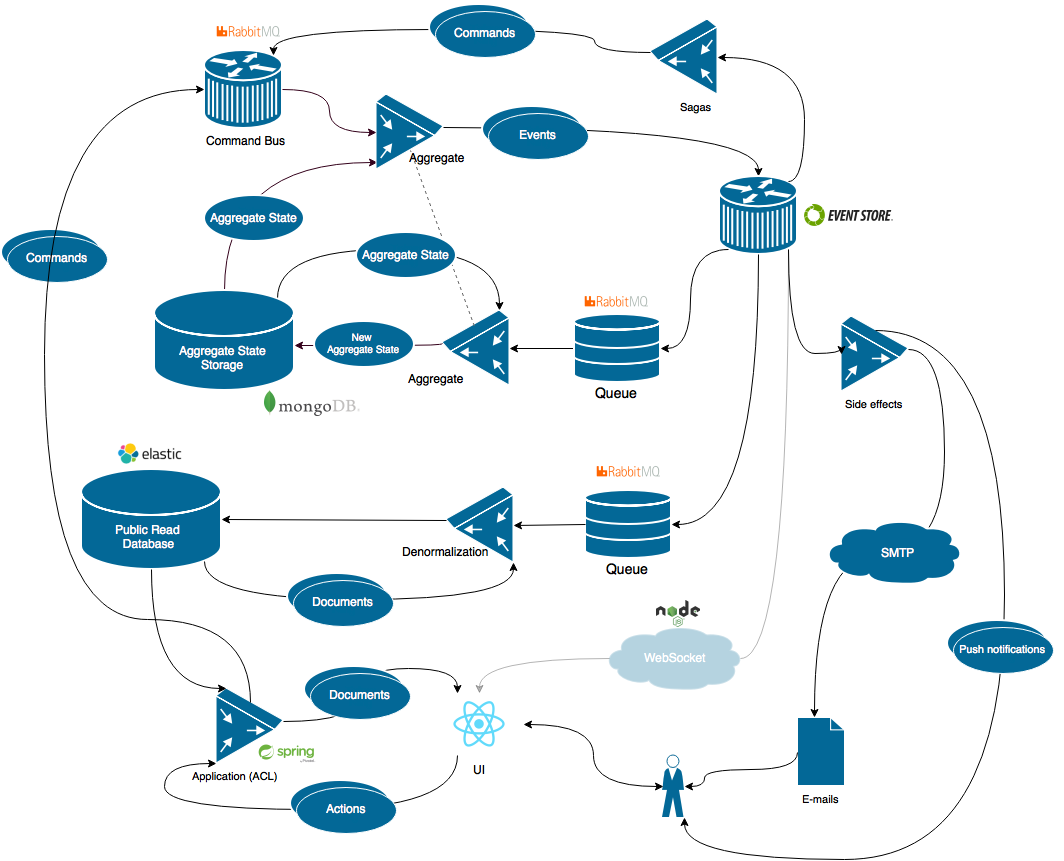 RabbitMQ
Commands
Sagas
Command Bus
Aggregate
Events
Aggregate State
EVENT STORE
Commands
Aggregate State
RabbitMQ
New
Aggregate State
Aggregate State
Storage
Aggregate
Queue
Side effects
mongoDB
elastic
RabbitMQ
Public Read
Database
Denormalization
SMTP
Queue
Documents
node
JS
WebSocket
Push notifications
Documents
spring
Application (ACL)
UI
Actions
E-mails